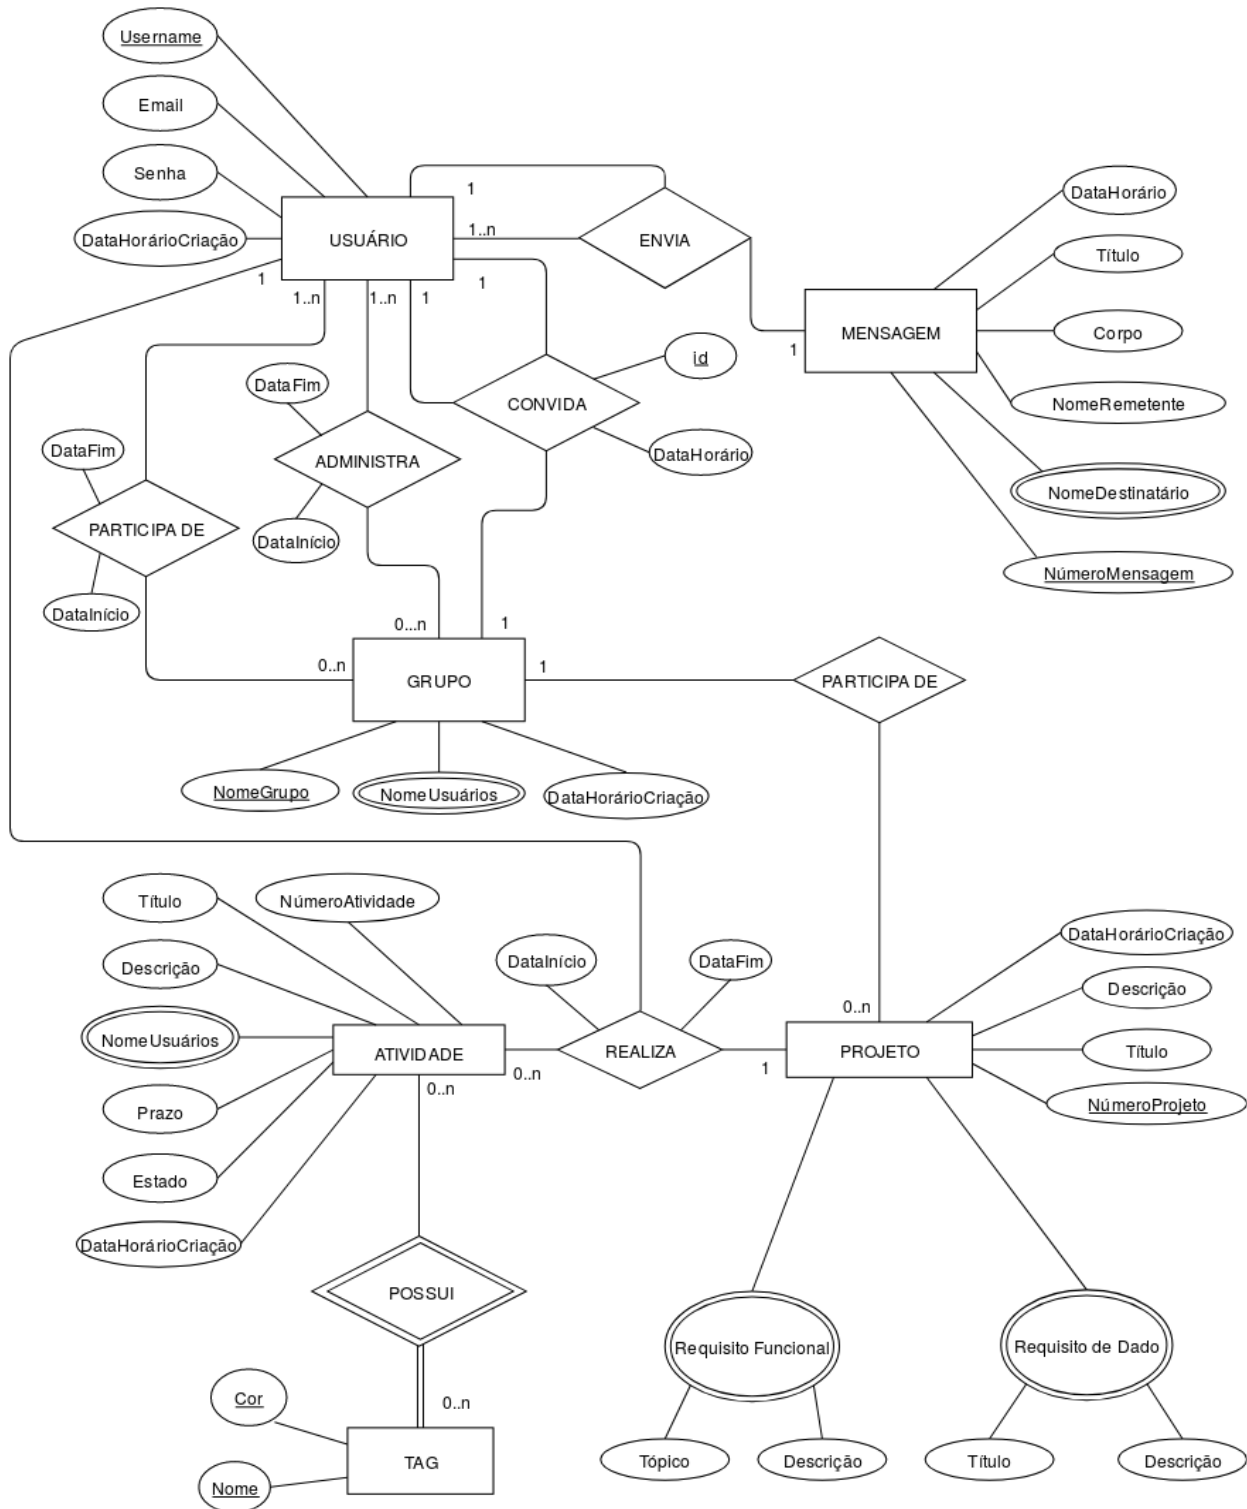 Username
Email
Senha
DataHorárioCriação
USUÁRIO
1
1..n
ENVIA
DataHorário
Título
Corpo
NomeRemetente
NomeDestinatário
NúmeroMensagem
MENSAGEM
1
1
1..n
1..n
1
1
id
CONVIDA
DataHorário
DataFim
ADMINISTRA
DataInício
DataFim
PARTICIPA DE
DataInício
0...n
1
0..n
GRUPO
1
PARTICIPA DE
NomeGrupo
NomeUsuários
DataHorárioCriação
Título
NúmeroAtividade
Descrição
NomeUsuários
Prazo
Estado
DataHorárioCriação
ATIVIDADE
0..n
0..n
DataInício
DataFim
REALIZA
1
0..n
PROJETO
DataHorárioCriação
Descrição
Título
NúmeroProjeto
POSSUI
0..n
Cor
Nome
TAG
Requisito Funcional
Tópico
Descrição
Requisito de Dado
Título
Descrição